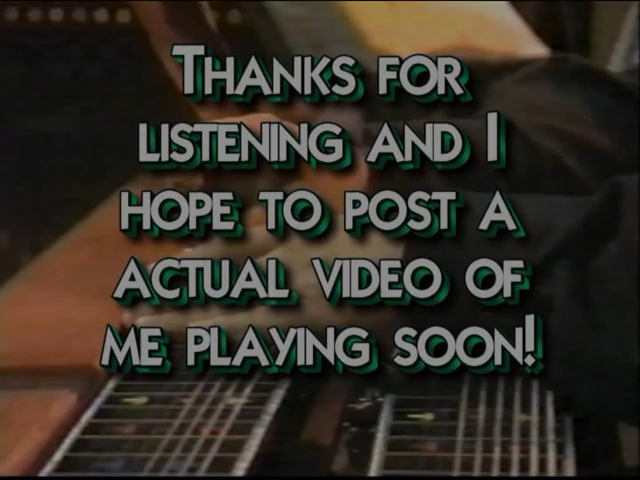 Thanks for
listening and I
hope to post a
actual video of
me playing soon!